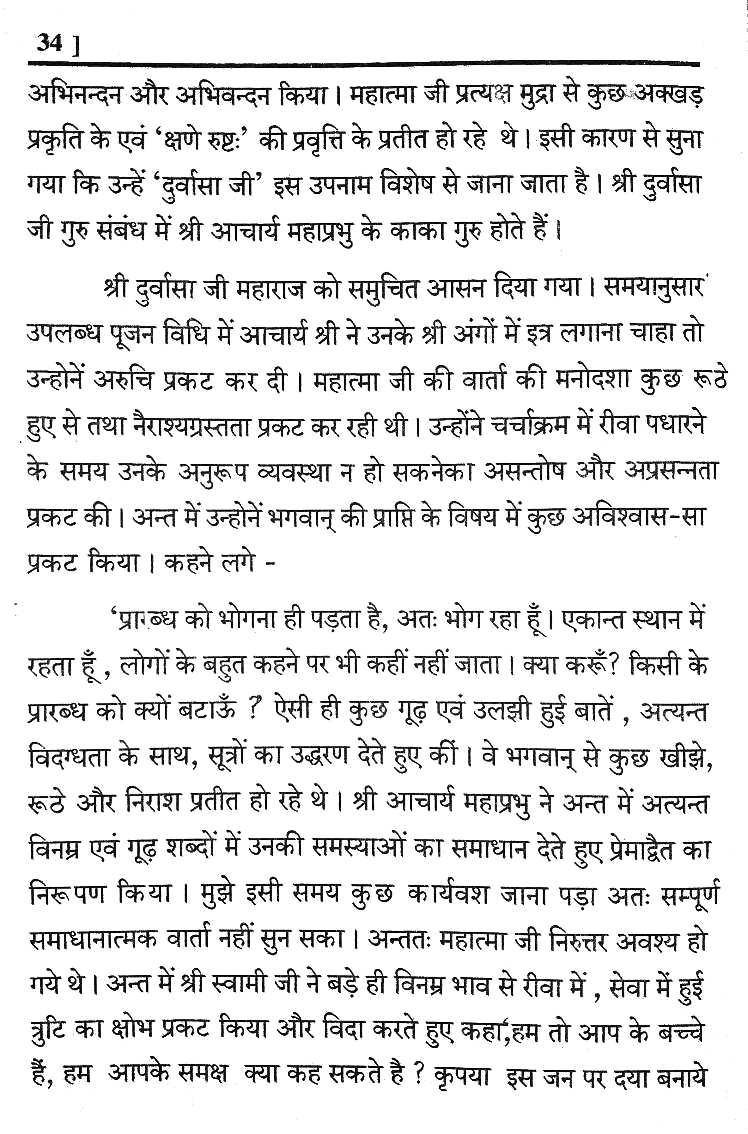 34 ]
अभिनन्दन और अभिवन्दन किया । महात्मा जी प्रत्यक्ष मुद्रा से कुछ अक्खड़
प्रकृति के एवं 'क्षणे रुष्टः' की प्रवृत्ति के प्रतीत हो रहे थे । इसी कारण से सुना
गया कि उन्हें 'दुर्वासा जी' इस उपनाम विशेष से जाना जाता है । श्री दुर्वासा
जी गुरु संबंध में श्री आचार्य महाप्रभु के काका गुरु होते हैं ।
श्री दुर्वासा जी महाराज को समुचित आसन दिया गया । समयानुसार
उपलब्ध पूजन विधि में आचार्य श्री ने उनके श्री अंगों में इत्र लगाना चाहा तो
उन्होनें अरुचि प्रकट कर दी । महात्मा जी की वार्ता की मनोदशा कुछ रूठे
हुए से तथा नैराश्यग्रस्तता प्रकट कर रही थी । उन्होंने चर्चाक्रम में रीवा पधारने
के समय उनके अनुरूप व्यवस्था न हो सकनेका असन्तोष और अप्रसन्नता
प्रकट की । अन्त में उन्होनें भगवान् की प्राप्ति के विषय में कुछ अविश्वास-सा
प्रकट किया । कहने लगे -
'प्रारब्ध को भोगना ही पड़ता है, अतः भोग रहा हूँ । एकान्त स्थान में
रहता हूँ , लोगों के बहुत कहने पर भी कहीं नहीं जाता । क्या करूँ? किसी के
प्रारब्ध को क्यों बटाऊँ ?' ऐसी ही कुछ गूढ़ एवं उलझी हुई बातें , अत्यन्त
विदग्धता के साथ, सूत्रों का उद्धरण देते हुए कीं । वे भगवान् से कुछ खीझे,
रूठे और निराश प्रतीत हो रहे थे । श्री आचार्य महाप्रभु ने अन्त में अत्यन्त
विनम्र एवं गूढ़ शब्दों में उनकी समस्याओं का समाधान देते हुए प्रेमाद्वैत का
निरूपण किया । मुझे इसी समय कुछ कार्यवश जाना पड़ा अतः सम्पूर्ण
समाधानात्मक वार्ता नहीं सुन सका । अन्ततः महात्मा जी निरुत्तर अवश्य हो
गये थे । अन्त में श्री स्वामी जी ने बड़े ही विनम्र भाव से रीवा में , सेवा में हुई
त्रुटि का क्षोभ प्रकट किया और विदा करते हुए कहा,'हम तो आप के बच्चे
हैं, हम आपके समक्ष क्या कह सकते है ? कृपया इस जन पर दया बनाये